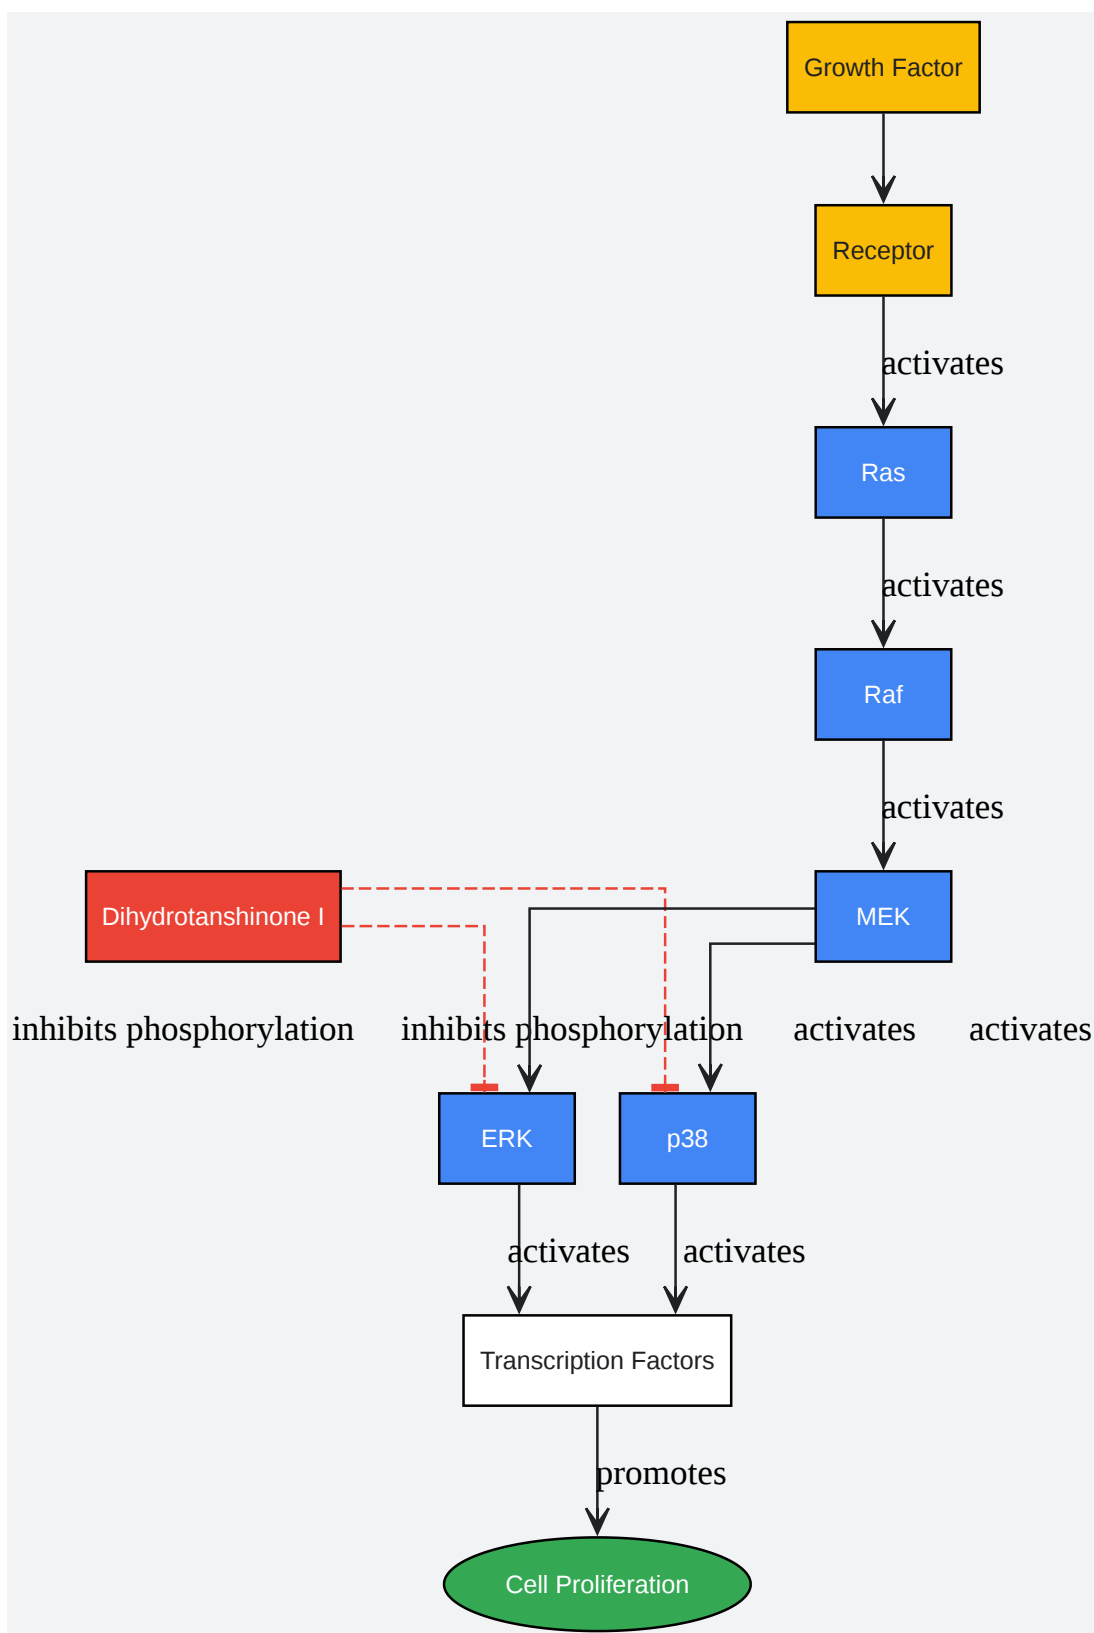 Growth Factor
Receptor
activates
Ras
activates
Raf
activates
Dihydrotanshinone I
MEK
inhibits phosphorylation
inhibits phosphorylation
activates
activates
ERK
p38
activates
activates
Transcription Factors
promotes
Cell Proliferation